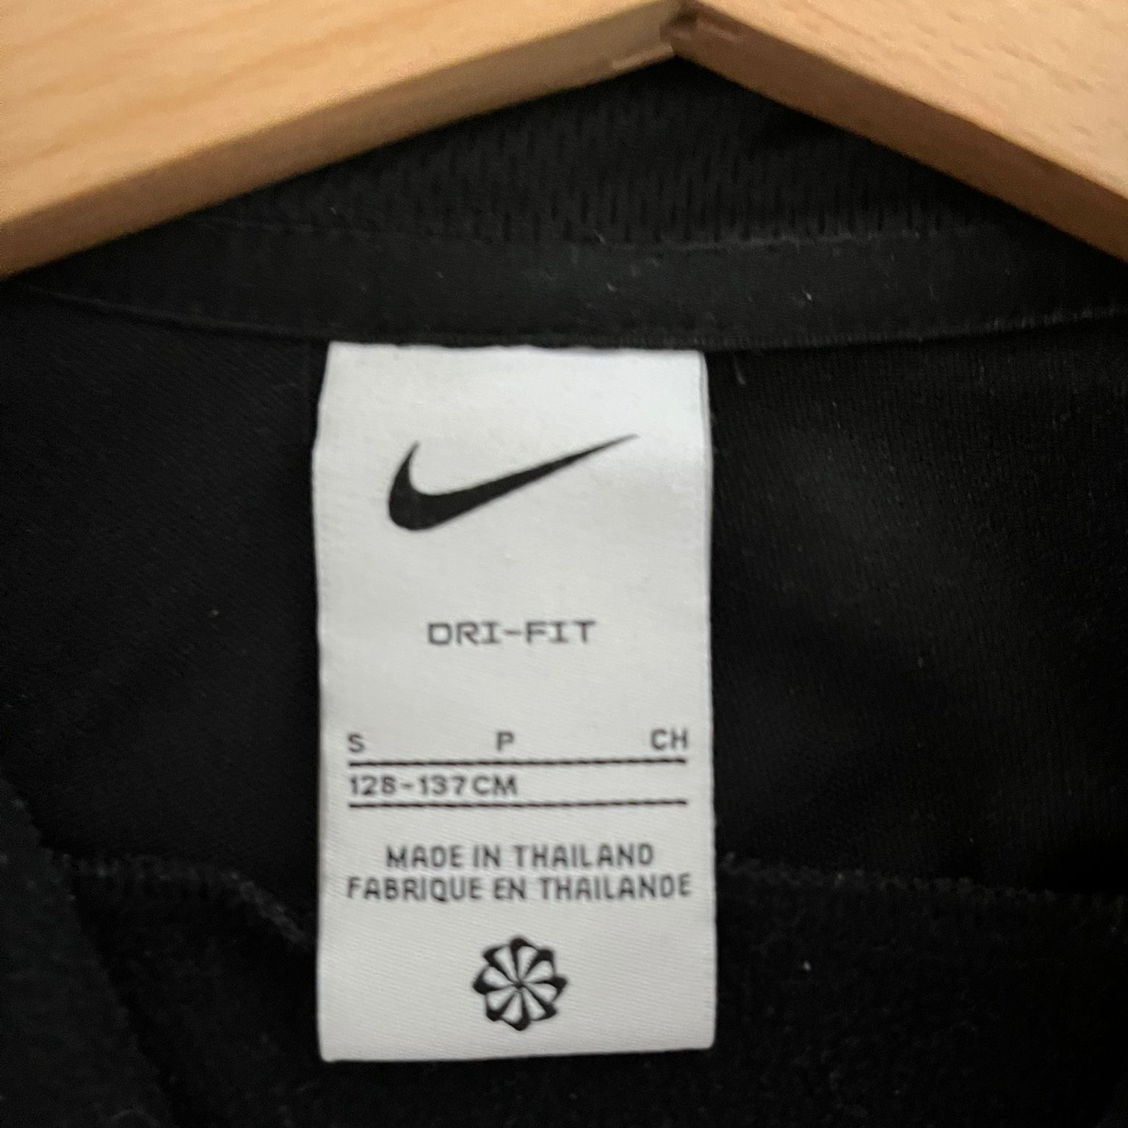 DRI-FIT
S P CH
128-137CM
MADE IN THAILAND
FABRIQUE EN THAILANDE